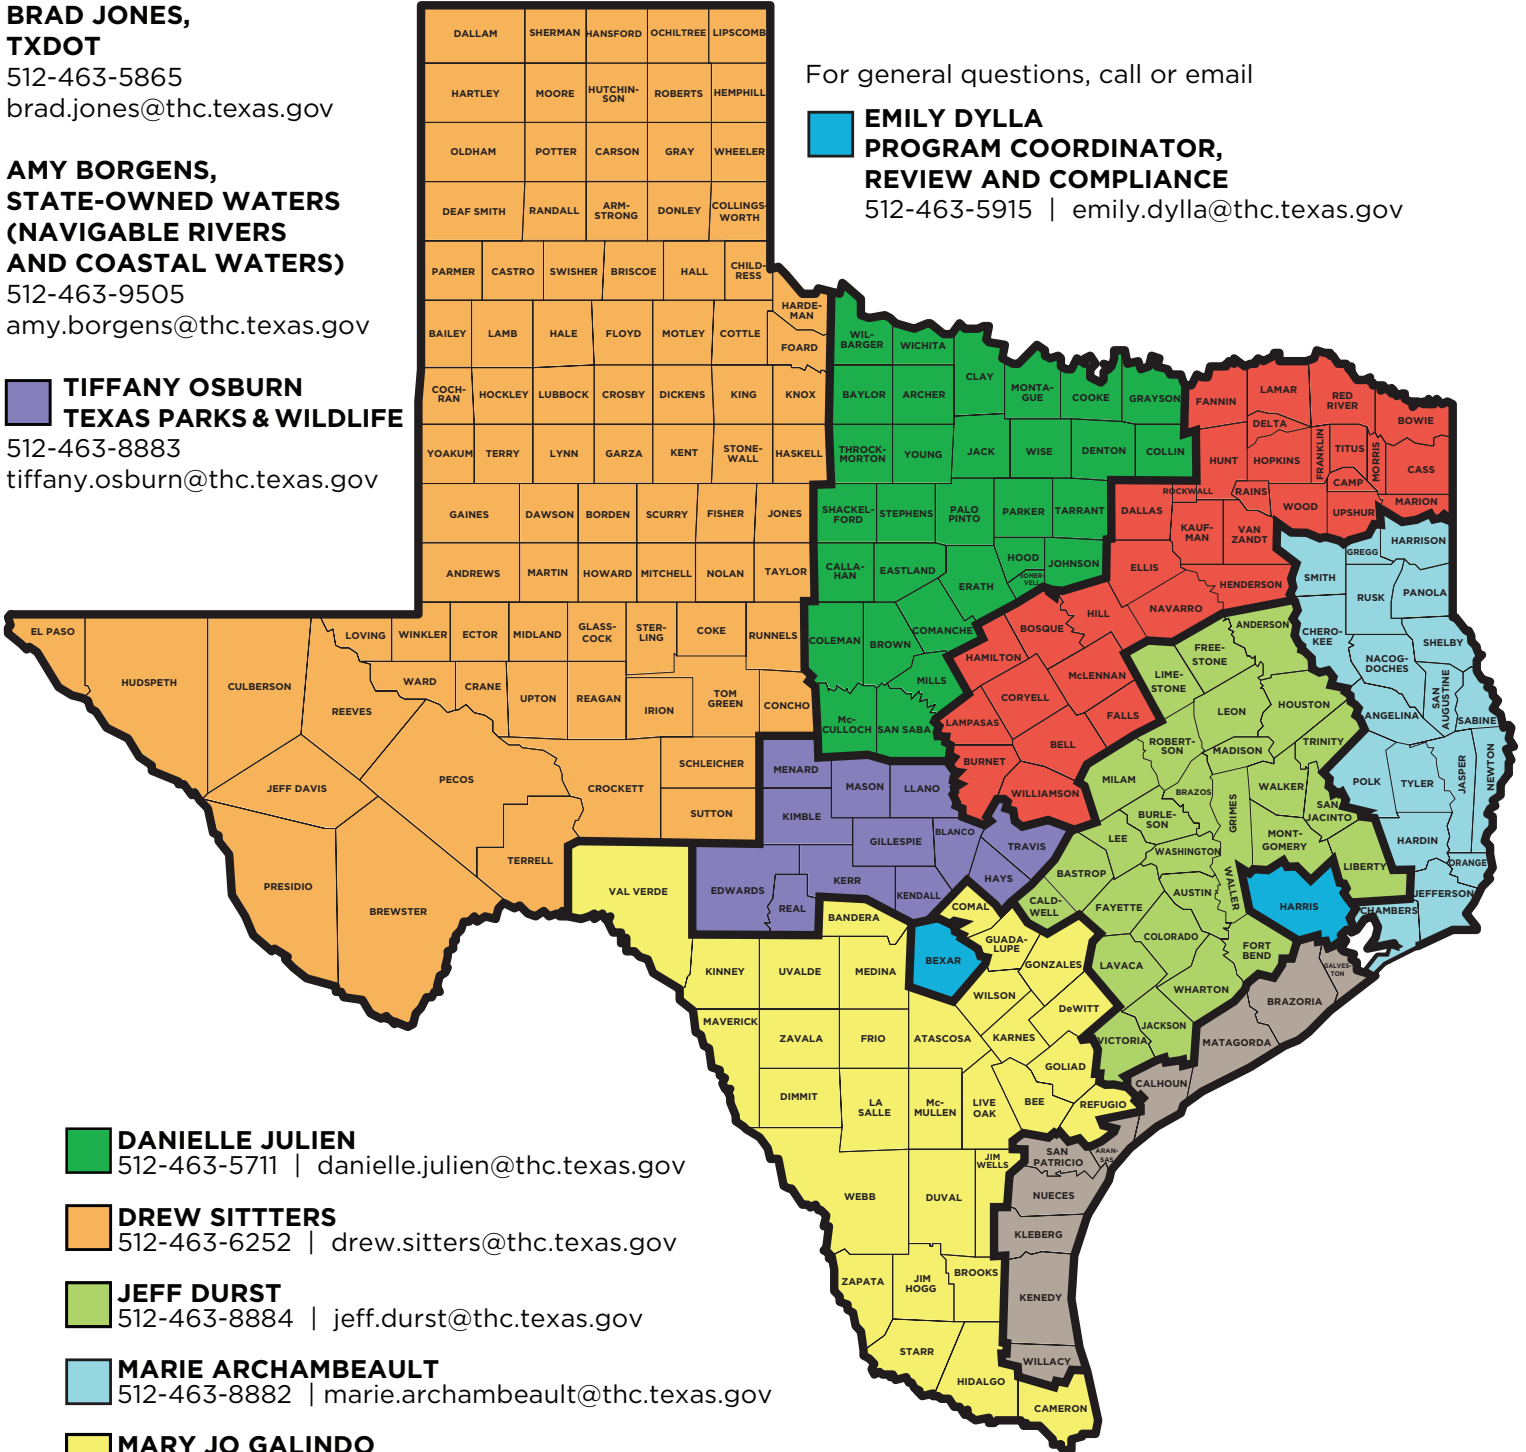 BRAD JONES,
TXDOT
512-463-5865
brad.jones@thc.texas.gov
AMY BORGENS,
STATE-OWNED WATERS
(NAVIGABLE RIVERS
AND COASTAL WATERS)
512-463-9505
amy.borgens@thc.texas.gov
TIFFANY OSBURN
TEXAS PARKS & WILDLIFE
512-463-8883
tiffany.osburn@thc.texas.gov
For general questions, call or email
EMILY DYLLA
PROGRAM COORDINATOR,
REVIEW AND COMPLIANCE
512-463-5915 | emily.dylla@thc.texas.gov
DALLAM SHERMAN HANSFORD OCHILTREE LIPSCOMB
HARTLEY MOORE HUTCHIN-
SON ROBERTS HEMPHILL
OLDHAM POTTER CARSON GRAY WHEELER
DEAF SMITH RANDALL ARM-
STRONG DONLEY COLLINGS-
WORTH
PARMER CASTRO SWISHER BRISCOE HALL CHILD-
RESS
HARDE-
MAN
BAILEY LAMB HALE FLOYD MOTLEY COTTLE
FOARD
WIL-
BARGER WICHITA
COCH-
RAN HOCKLEY LUBBOCK CROSBY DICKENS KING KNOX
BAYLOR ARCHER CLAY MONTA-
GUE COOKE GRAYSON
FANNIN LAMAR RED
RIVER BOWIE
DELTA
YOAKUM TERRY LYNN GARZA KENT STONE-
WALL HASKELL
THROCK-
MORTON YOUNG JACK WISE DENTON COLLIN
HUNT HOPKINS FRANKLIN TITUS MORRIS CASS
CAMP
ROCKWALL RAINS WOOD UPSHUR MARION
GAINES DAWSON BORDEN SCURRY FISHER JONES
SHACKEL-
FORD STEPHENS PALO
PINTO PARKER TARRANT DALLAS
KAUF-
MAN VAN
ZANDT
GREGG HARRISON
ANDREWS MARTIN HOWARD MITCHELL NOLAN TAYLOR
CALLA-
HAN EASTLAND ERATH HOOD SOMER-
VELL JOHNSON ELLIS HENDERSON
SMITH RUSK PANOLA
EL PASO HUDSPETH CULBERSON
LOVING WINKLER ECTOR MIDLAND GLASS-
COCK STER-
LING COKE RUNNELS
COLEMAN BROWN COMANCHE
BOSQUE HILL NAVARRO
ANDERSON CHERO-
KEE NACOG-
DOCHES SHELBY
REEVES WARD CRANE UPTON REAGAN IRION TOM
GREEN CONCHO
MILLS HAMILTON McLENNAN
LIME-
STONE FREE-
STONE
Mc-
CULLOCH SAN SABA LAMPASAS CORYELL FALLS
LEON HOUSTON ANGELINA SAN
AUGUSTINE SABINE
JEFF DAVIS PECOS CROCKETT SCHLEICHER
SUTTON
MENARD MASON LLANO BURNET BELL WILLIAMSON
MILAM ROBERT-
SON MADISON TRINITY
POLK TYLER JASPER NEWTON
BRAZOS GRIMES WALKER SAN
JACINTO
KIMBLE GILLESPIE BLANCO TRAVIS
LEE BURLE-
SON WASHINGTON MONT-
GOMERY
HARDIN LIBERTY ORANGE
PRESIDIO BREWSTER TERRELL
VAL VERDE EDWARDS REAL KERR KENDALL HAYS
BASTROP CALD-
WELL FAYETTE AUSTIN WALLER HARRIS
CHAMBERS JEFFERSON
BANDERA COMAL GUADA-
LUPE GONZALES
COLORADO FORT
BEND
KINNEY UVALDE MEDINA BEXAR WILSON
LAVACA WHARTON BRAZORIA GALVES-
TON
MAVERICK ZAVALA FRIO ATASCOSA KARNES DeWITT
VICTORIA JACKSON MATAGORDA
DIMMIT LA
SALLE Mc-
MULLEN LIVE
OAK BEE GOLIAD REFUGIO CALHOUN
WEBB DUVAL JIM
WELLS SAN
PATRICIO ARAN-
SAS
NUECES
KLEBERG
ZAPATA JIM
HOGG BROOKS KENEDY
STARR HIDALGO WILLACY
CAMERON
DANIELLE JULIEN
512-463-5711 | danielle.julien@thc.texas.gov
DREW SITTTERS
512-463-6252 | drew.sitters@thc.texas.gov
JEFF DURST
512-463-8884 | jeff.durst@thc.texas.gov
MARIE ARCHAMBEAULT
512-463-8882 | marie.archambeault@thc.texas.gov
MARY JO GALINDO